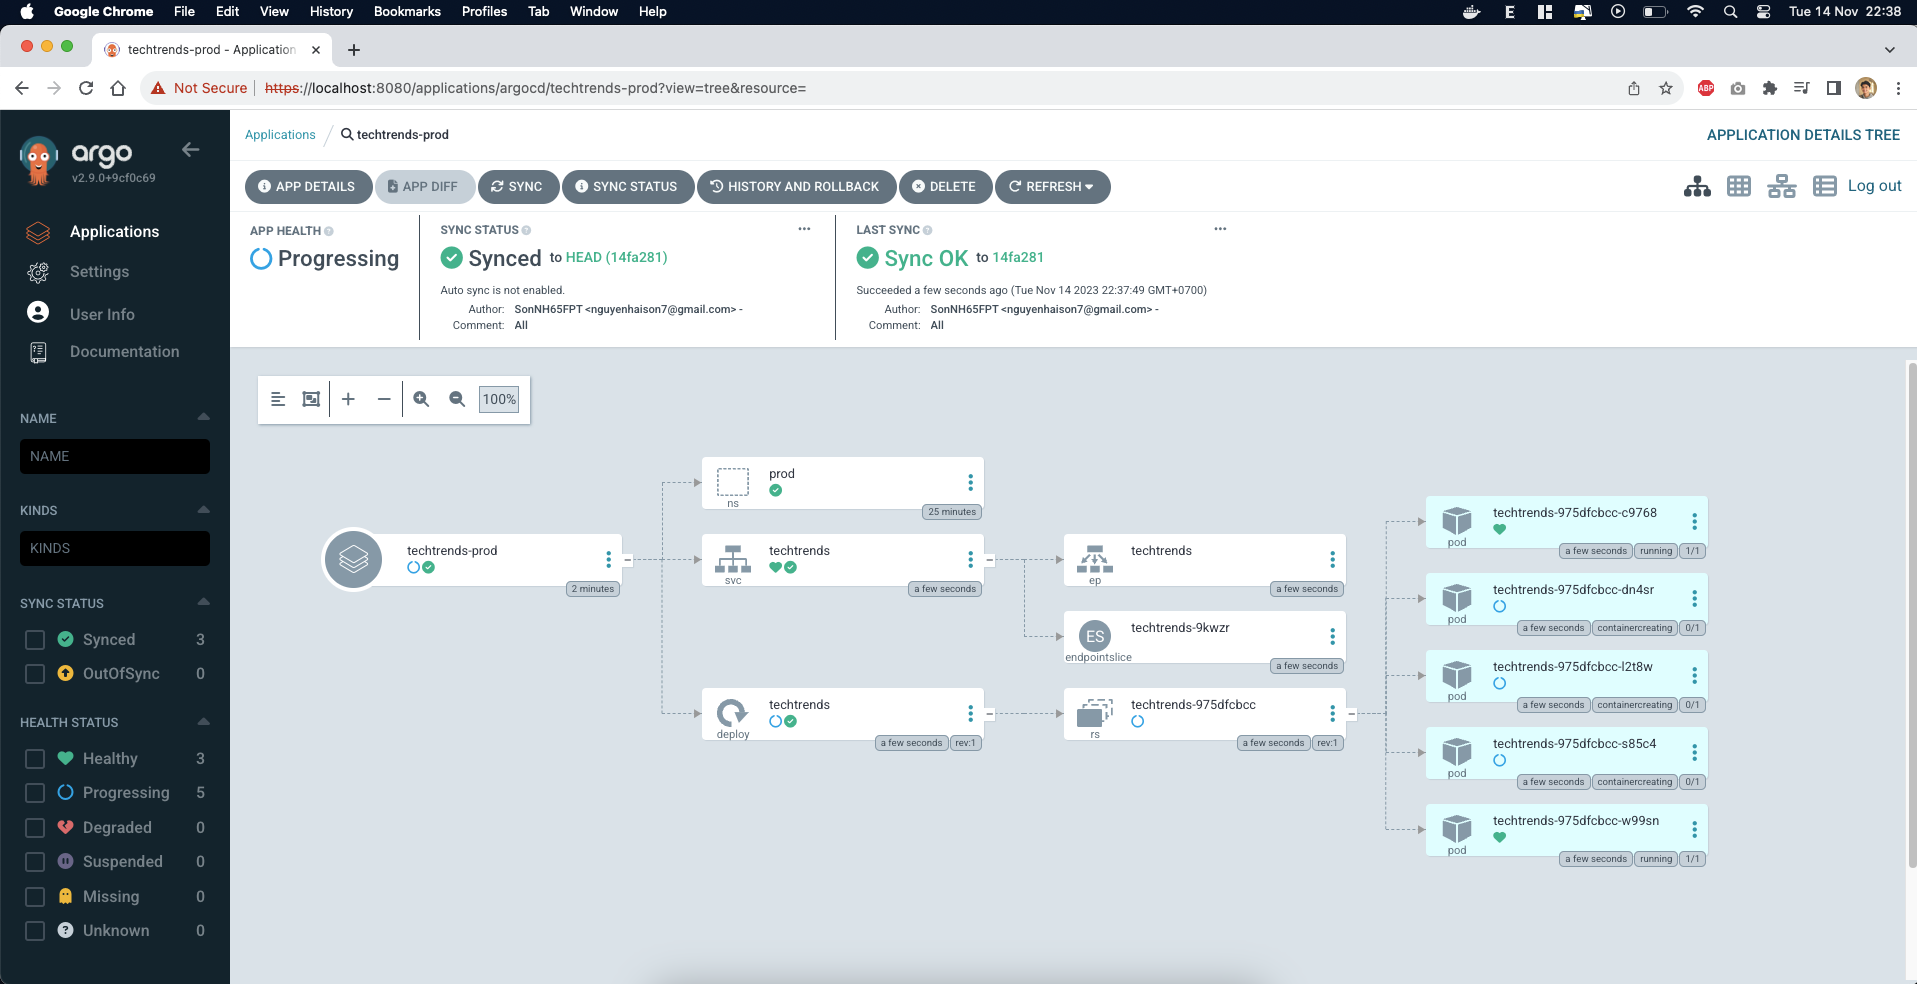 Google Chrome File Edit View History Bookmarks Profiles Tab Window Help E Tue 14 Nov 22:38
techtrends-prod - Application
Not Secure https://localhost:8080/applications/argocd/techtrends-prod?view=tree&resource= ABP
argo
v2.9.0+9cf0c69
Applications
Settings
User Info
Documentation
NAME
NAME
KINDS
KINDS
SYNC STATUS
Synced 3
OutOfSync 0
HEALTH STATUS
Healthy 3
Progressing 5
Degraded 0
Suspended 0
Missing 0
Unknown 0
Applications / techtrends-prod APPLICATION DETAILS TREE
APP DETAILS APP DIFF SYNC SYNC STATUS HISTORY AND ROLLBACK DELETE REFRESH Log out
APP HEALTH
Progressing
SYNC STATUS
Synced to HEAD (14fa281)
Auto sync is not enabled.
Author: SonNH65FPT <nguyenhaison7@gmail.com> -
Comment: All
LAST SYNC
Sync OK to 14fa281
Succeeded a few seconds ago (Tue Nov 14 2023 22:37:49 GMT+0700)
Author: SonNH65FPT <nguyenhaison7@gmail.com> -
Comment: All
100%
techtrends-prod
2 minutes
prod
ns
25 minutes
techtrends
svc
a few seconds
techtrends
deploy
a few seconds rev:1
techtrends
ep
a few seconds
ES
techtrends-9kwzr
endpointslice
a few seconds
techtrends-975dfcbcc
rs
a few seconds rev:1
techtrends-975dfcbcc-c9768
pod
a few seconds running 1/1
techtrends-975dfcbcc-dn4sr
pod
a few seconds containercreating 0/1
techtrends-975dfcbcc-l2t8w
pod
a few seconds containercreating 0/1
techtrends-975dfcbcc-s85c4
pod
a few seconds containercreating 0/1
techtrends-975dfcbcc-w99sn
pod
a few seconds running 1/1